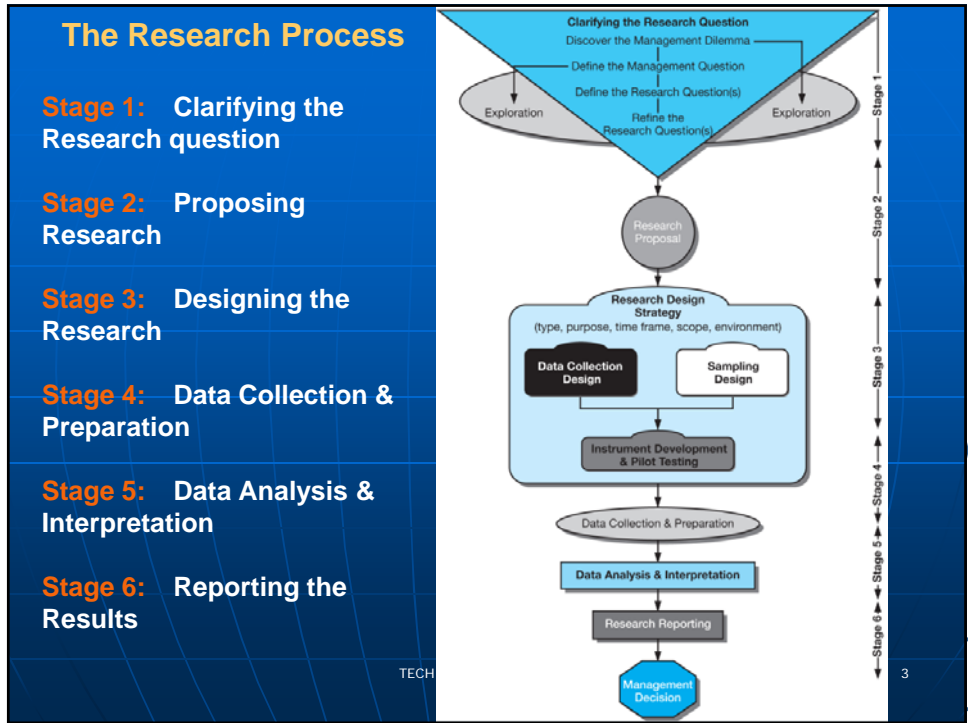 The Research Process
Stage 1: Clarifying the
Research question
Stage 2: Proposing
Research
Stage 3: Designing the
Research
Stage 4: Data Collection &
Preparation
Stage 5: Data Analysis &
Interpretation
Stage 6: Reporting the
Results
TECH
Clarifying the Research Question
Discover the Management Dilemma
Define the Management Question
Define the Research Question(s)
Exploration
Refine the
Research Question(s)
Exploration
Research
Proposal
Research Design
Strategy
(type, purpose, time frame, scope, environment)
Data Collection
Design
Sampling
Design
Instrument Development
& Pilot Testing
Data Collection & Preparation
Data Analysis & Interpretation
Research Reporting
Management
Decision
Stage 1
Stage 2
Stage 3
Stage 4
Stage 5
Stage 6
3